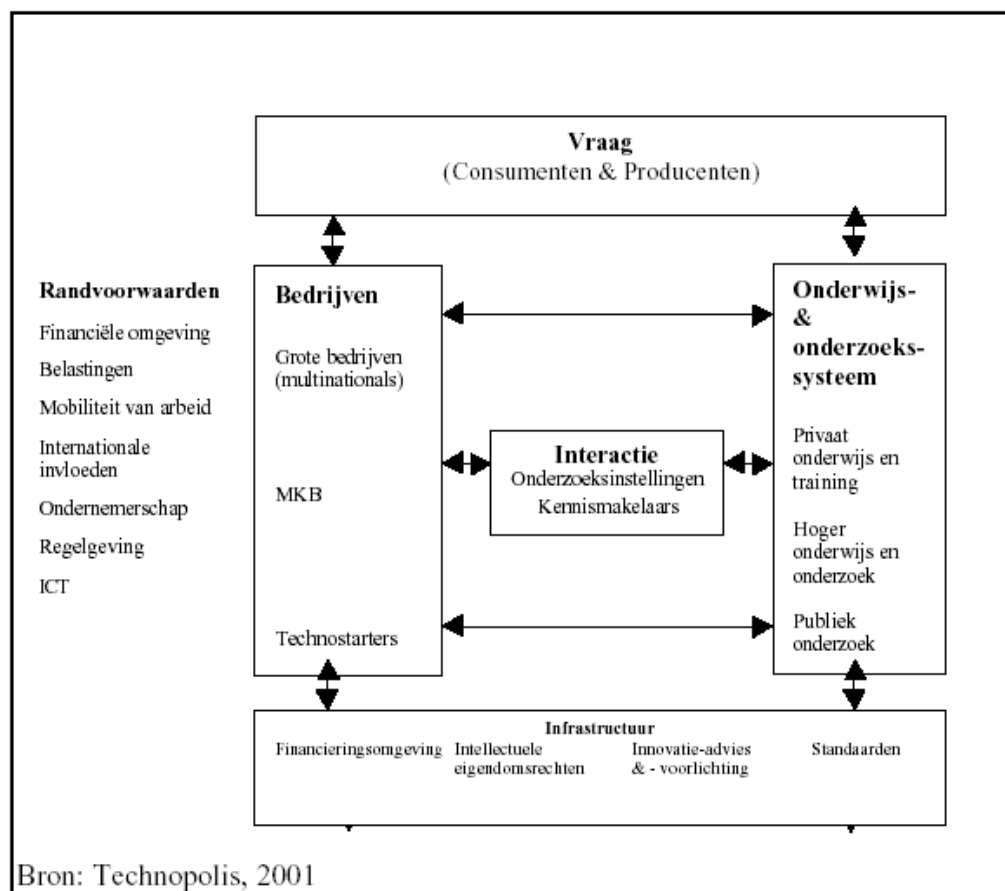 Vraag
(Consumenten & Producenten)
Randvoorwaarden
Financiële omgeving
Belastingen
Mobiliteit van arbeid
Internationale
invloeden
Ondernemerschap
Regelgeving
ICT
Bedrijven
Grote bedrijven
(multinationals)
MKB
Technostarters
Interactie
Onderzoeksinstellingen
Kennismakelaars
Onderwijs-
&
onderzoeks-
systeem
Privaat
onderwijs en
training
Hoger
onderwijs en
onderzoek
Publiek
onderzoek
Infrastructuur
Financieringsomgeving
Intellectuele
eigendomsrechten
Innovatie-advies
& - voorlichting
Standaarden
Bron: Technopolis, 2001